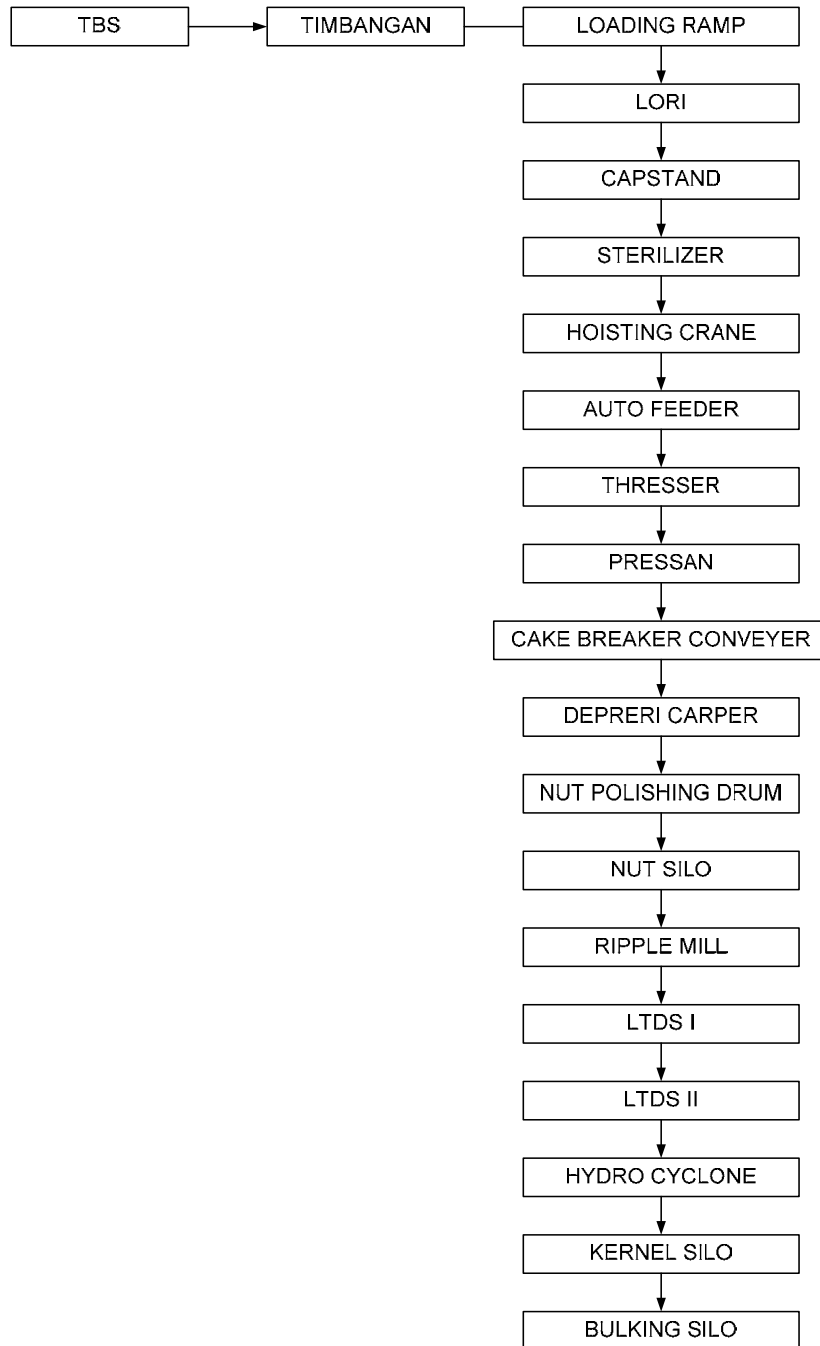 TBS
TIMBANGAN
LOADING RAMP
LORI
CAPSTAND
STERILIZER
HOISTING CRANE
AUTO FEEDER
THRESSER
PRESSAN
CAKE BREAKER CONVEYER
DEPRERI CARPER
NUT POLISHING DRUM
NUT SILO
RIPPLE MILL
LTDS I
LTDS II
HYDRO CYCLONE
KERNEL SILO
BULKING SILO